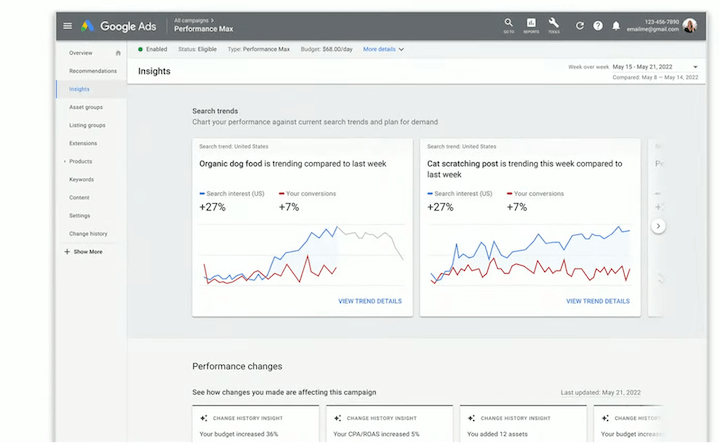 Google Ads
All campaigns >
Performance Max
GO TO
REPORTS
TOOLS
123-456-7890
emailme@gmail.com
Enabled Status: Eligible Type: Performance Max Budget: $68.00/day More details
Overview
Recommendations
Insights
Asset groups
Listing groups
Extensions
Products
Keywords
Content
Settings
Change history
+ Show More
Insights
Week over week May 15 - May 21, 2022
Compared: May 8 – May 14, 2022
Search trends
Chart your performance against current search trends and plan for demand
Search trend: United States
Organic dog food is trending compared to last week
Search interest (US) Your conversions
+27% +7%
VIEW TREND DETAILS
Search trend: United States
Cat scratching post is trending this week compared to
last week
Search interest (US) Your conversions
+27% +7%
VIEW TREND DETAILS
Performance changes
See how changes you made are affecting this campaign
Last updated: May 21, 2022
CHANGE HISTORY INSIGHT
Your budget increased 36%
CHANGE HISTORY INSIGHT
Your CPA/ROAS increased 5%
CHANGE HISTORY INSIGHT
You added 12 assets
CHANGE HISTORY
Your budget increas